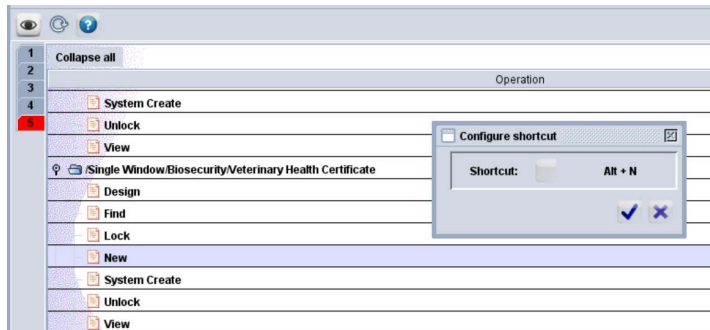 1
2
3
4
5
Collapse all
Operation
System Create
Unlock
View
/Single Window/Biosecurity/Veterinary Health Certificate
Design
Find
Lock
New
System Create
Unlock
View
Configure shortcut
Shortcut: Alt + N